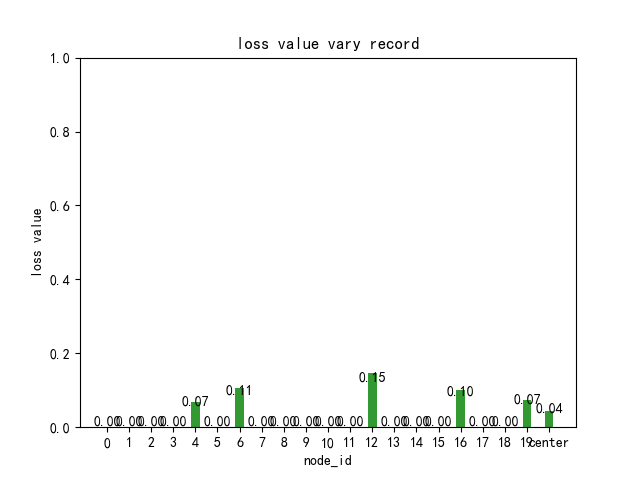 loss value vary record
1.0
0.8
0.6
0.4
0.2
0.0
loss value
0.00 0.00 0.00 0.00 0.07 0.00 0.11 0.00 0.00 0.00 0.00 0.00 0.15 0.00 0.00 0.00 0.10 0.00 0.00 0.07 0.04
0 1 2 3 4 5 6 7 8 9 10 11 12 13 14 15 16 17 18 19 center
node_id